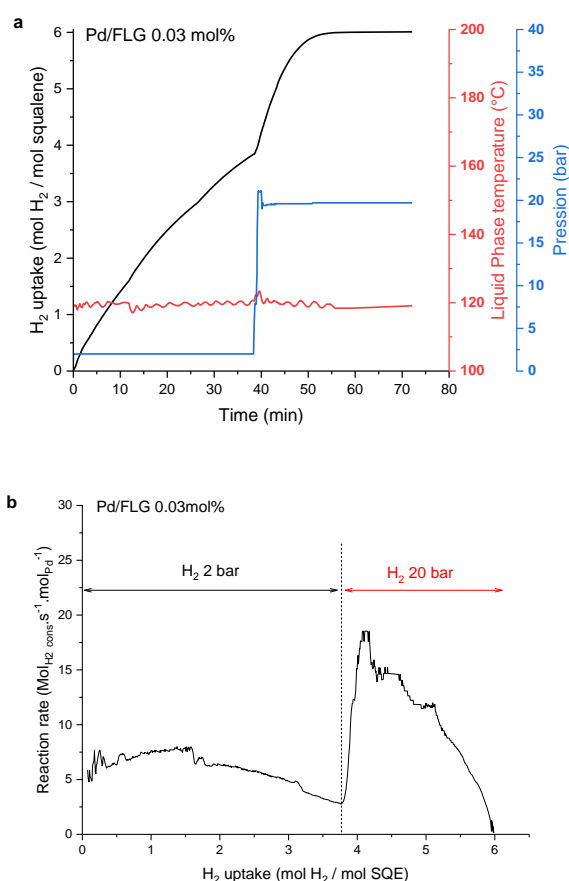 a
Pd/FLG 0.03 mol%
H2 uptake (mol H2 / mol squalene)
0
1
2
3
4
5
6
0 10 20 30 40 50 60 70 80
Time (min)
100
120
140
160
180
200
Liquid Phase temperature (°C)
0
5
10
15
20
25
30
35
40
Pression (bar)
b
Pd/FLG 0.03mol%
H2 2 bar
H2 20 bar
Reaction rate (MolH2 cons.s-1.molPd-1)
0
5
10
15
20
25
30
0 1 2 3 4 5 6
H2 uptake (mol H2 / mol SQE)